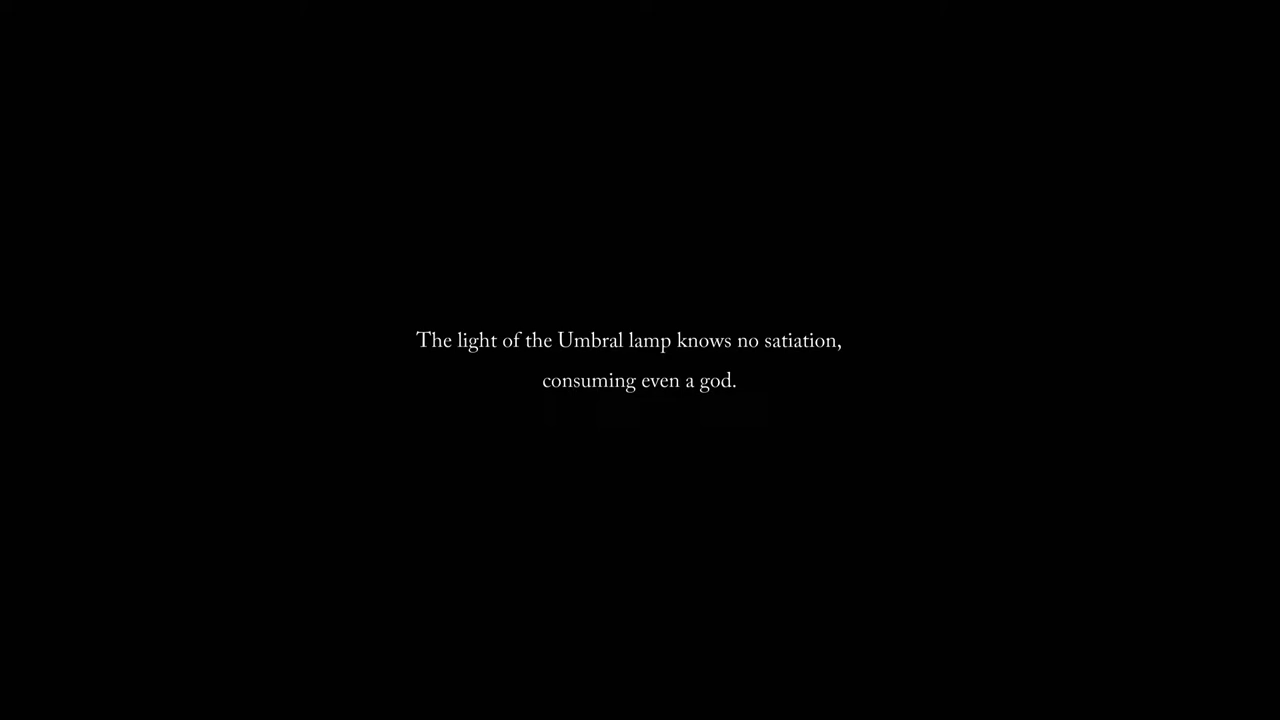 The light of the Umbral lamp knows no satiation,
consuming even a god.